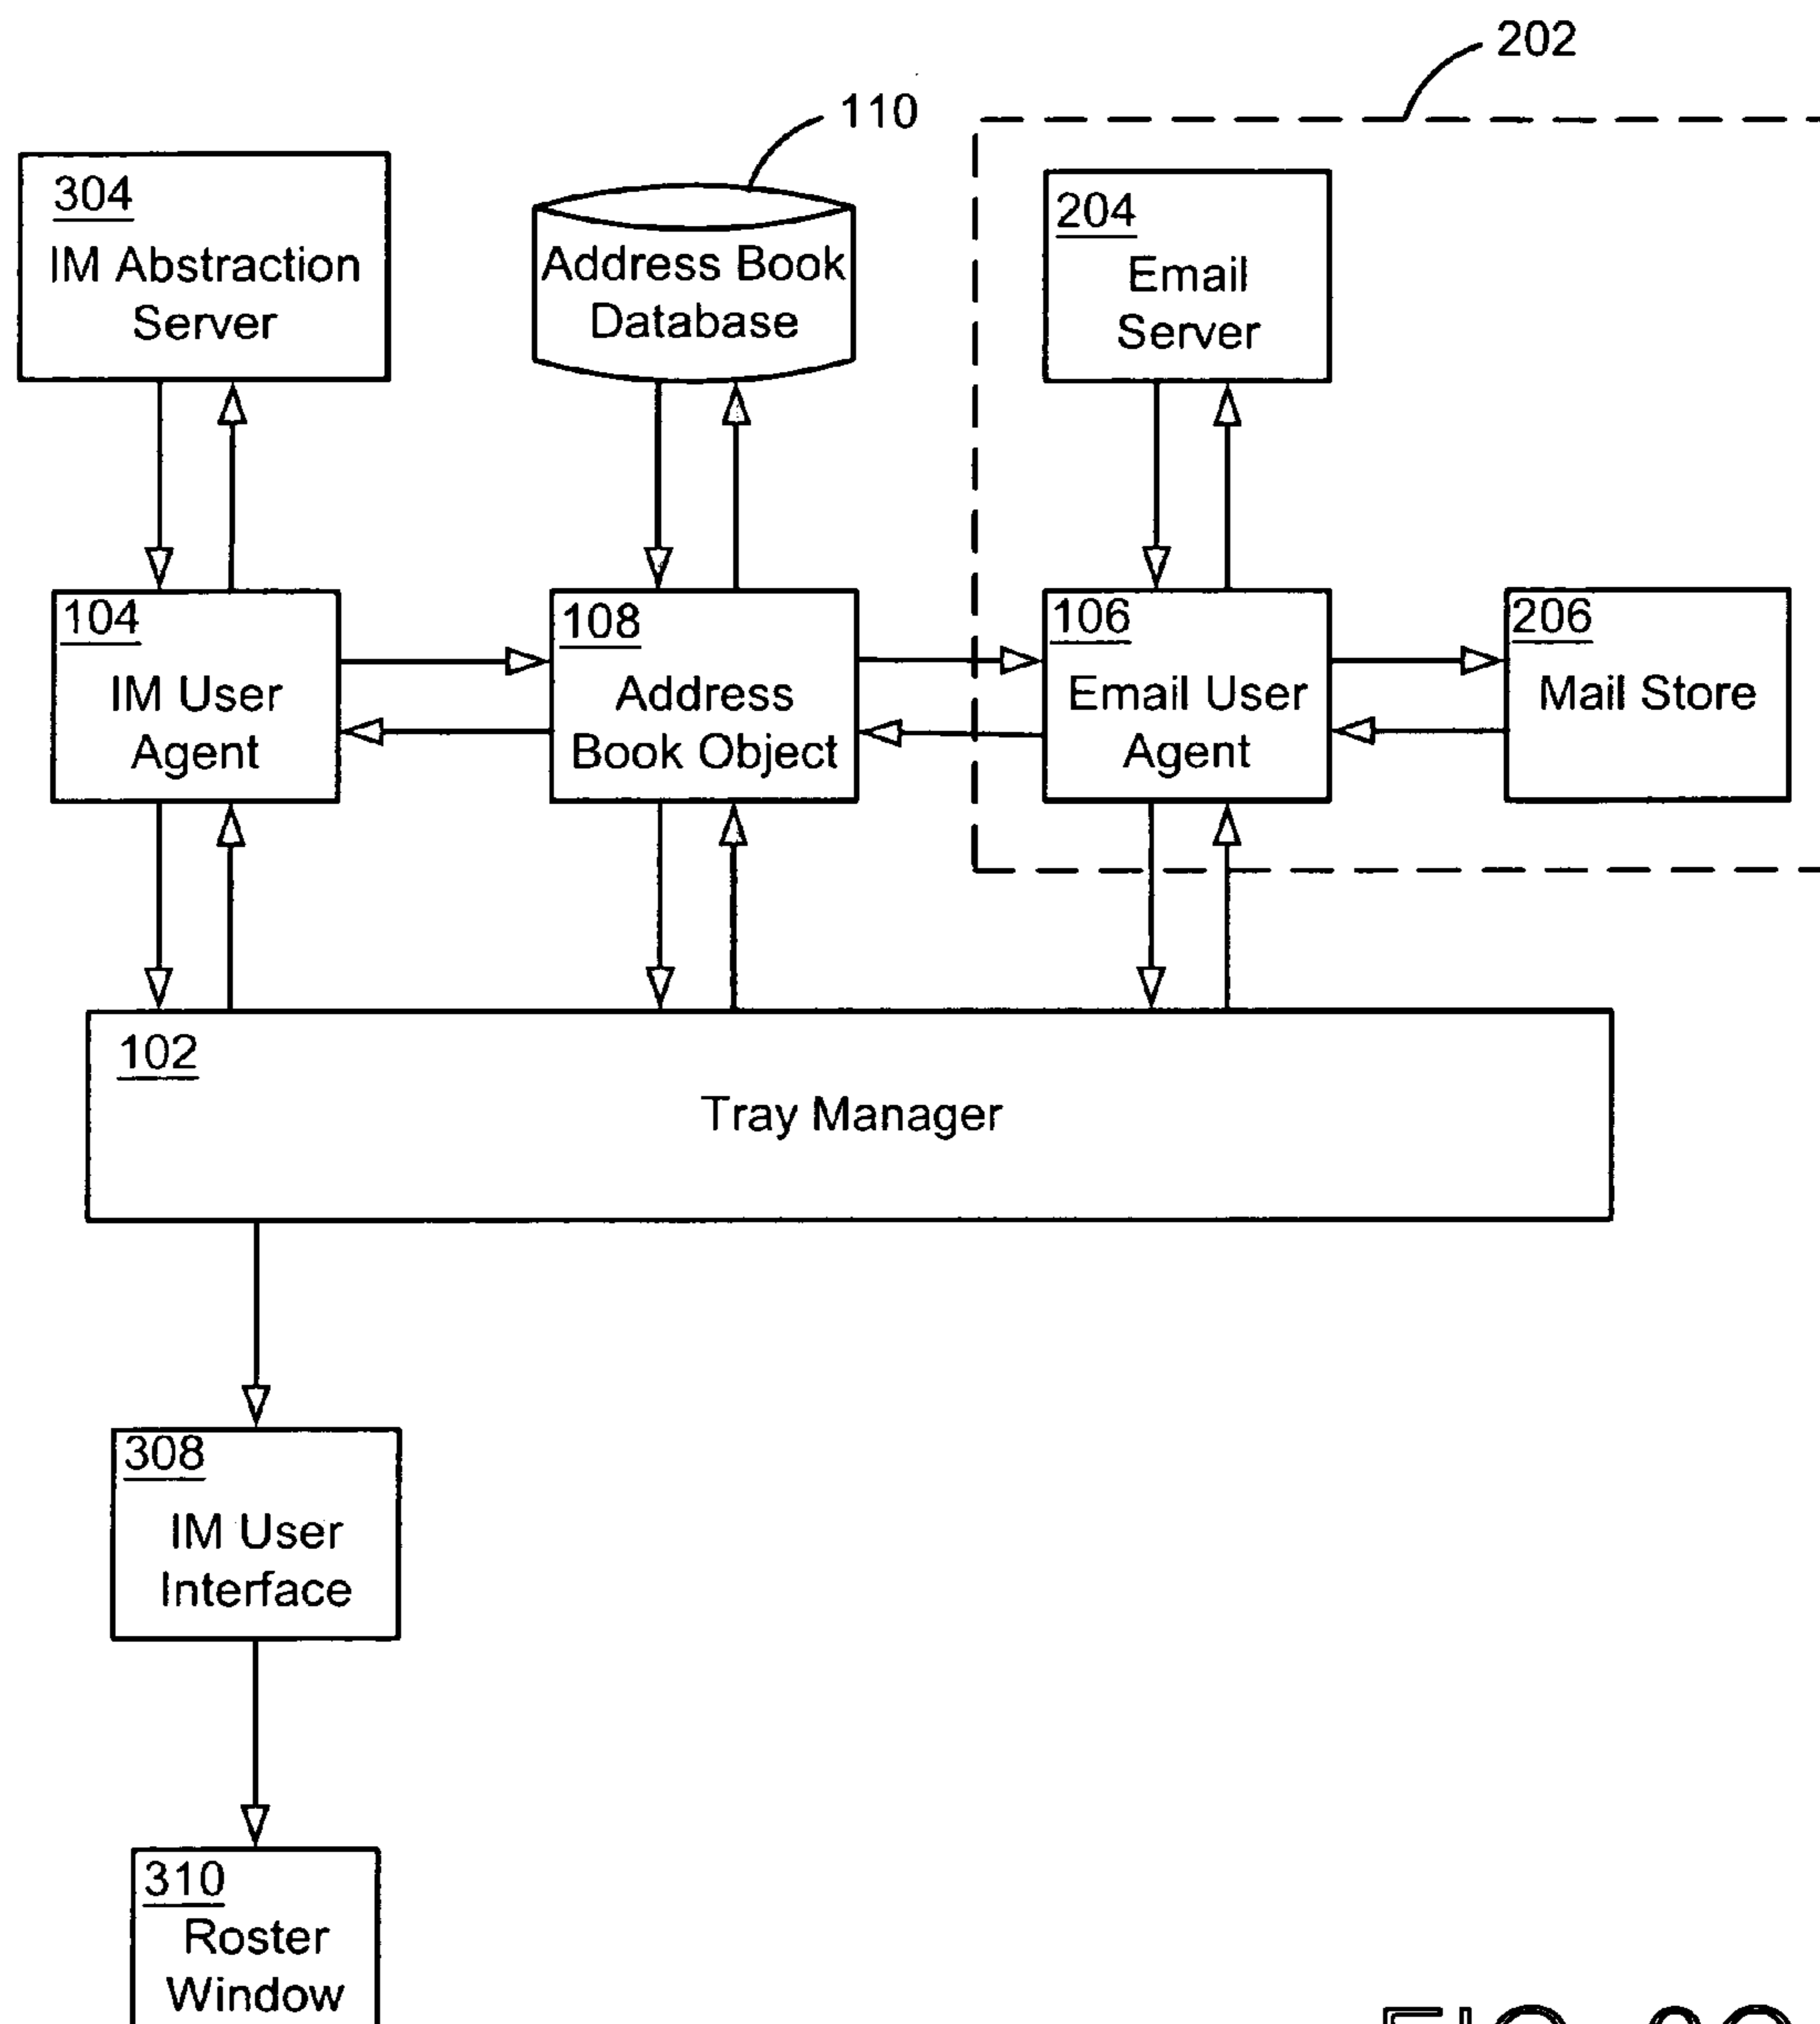 202
110
304
IM Abstraction
Server
Address Book
Database
204
Email
Server
104
IM User
Agent
108
Address
Book Object
106
Email User
Agent
206
Mail Store
102
Tray Manager
308
IM User
Interface
310
Roster
Window